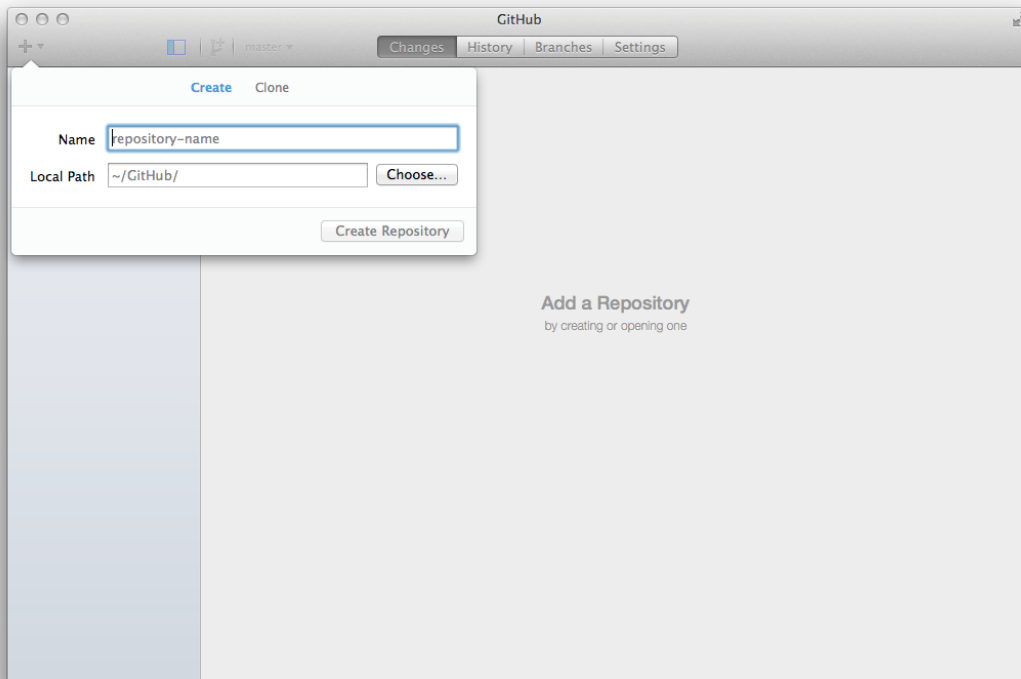 GitHub
master
Changes
History
Branches
Settings
Create
Clone
Name
repository-name
Local Path
~/GitHub/
Choose...
Create Repository
Add a Repository
by creating or opening one